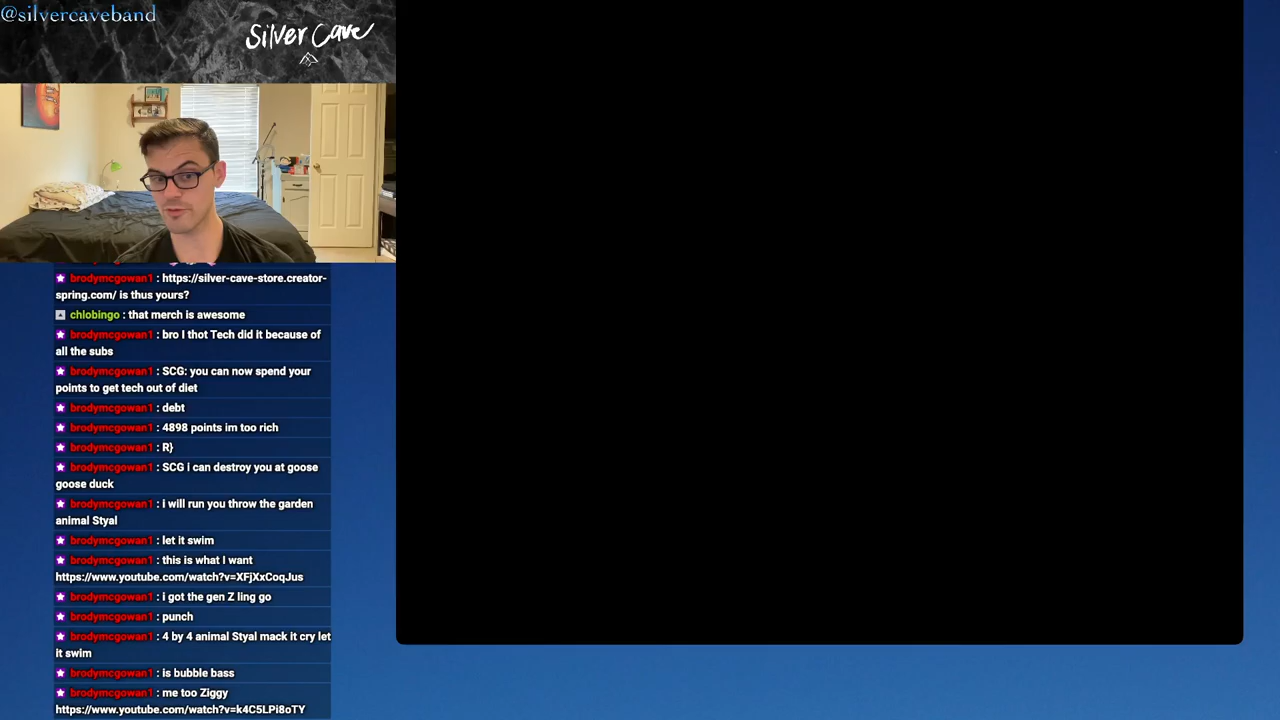 @silvercaveband
Silver Cave
brodymcgowan1 : https://silver-cave-store.creator-
spring.com/ is thus yours?
chlobingo : that merch is awesome
brodymcgowan1 : bro I thot Tech did it because of
all the subs
brodymcgowan1 : SCG: you can now spend your
points to get tech out of diet
brodymcgowan1 : debt
brodymcgowan1 : 4898 points im too rich
brodymcgowan1 : R}
brodymcgowan1 : SCG i can destroy you at goose
goose duck
brodymcgowan1 : i will run you throw the garden
animal Styal
brodymcgowan1 : let it swim
brodymcgowan1 : this is what I want
https://www.youtube.com/watch?v=XFjXxCoqJus
brodymcgowan1 : i got the gen Z ling go
brodymcgowan1 : punch
brodymcgowan1 : 4 by 4 animal Styal mack it cry let
it swim
brodymcgowan1 : is bubble bass
brodymcgowan1 : me too Ziggy
https://www.youtube.com/watch?v=k4C5LPi8oTY